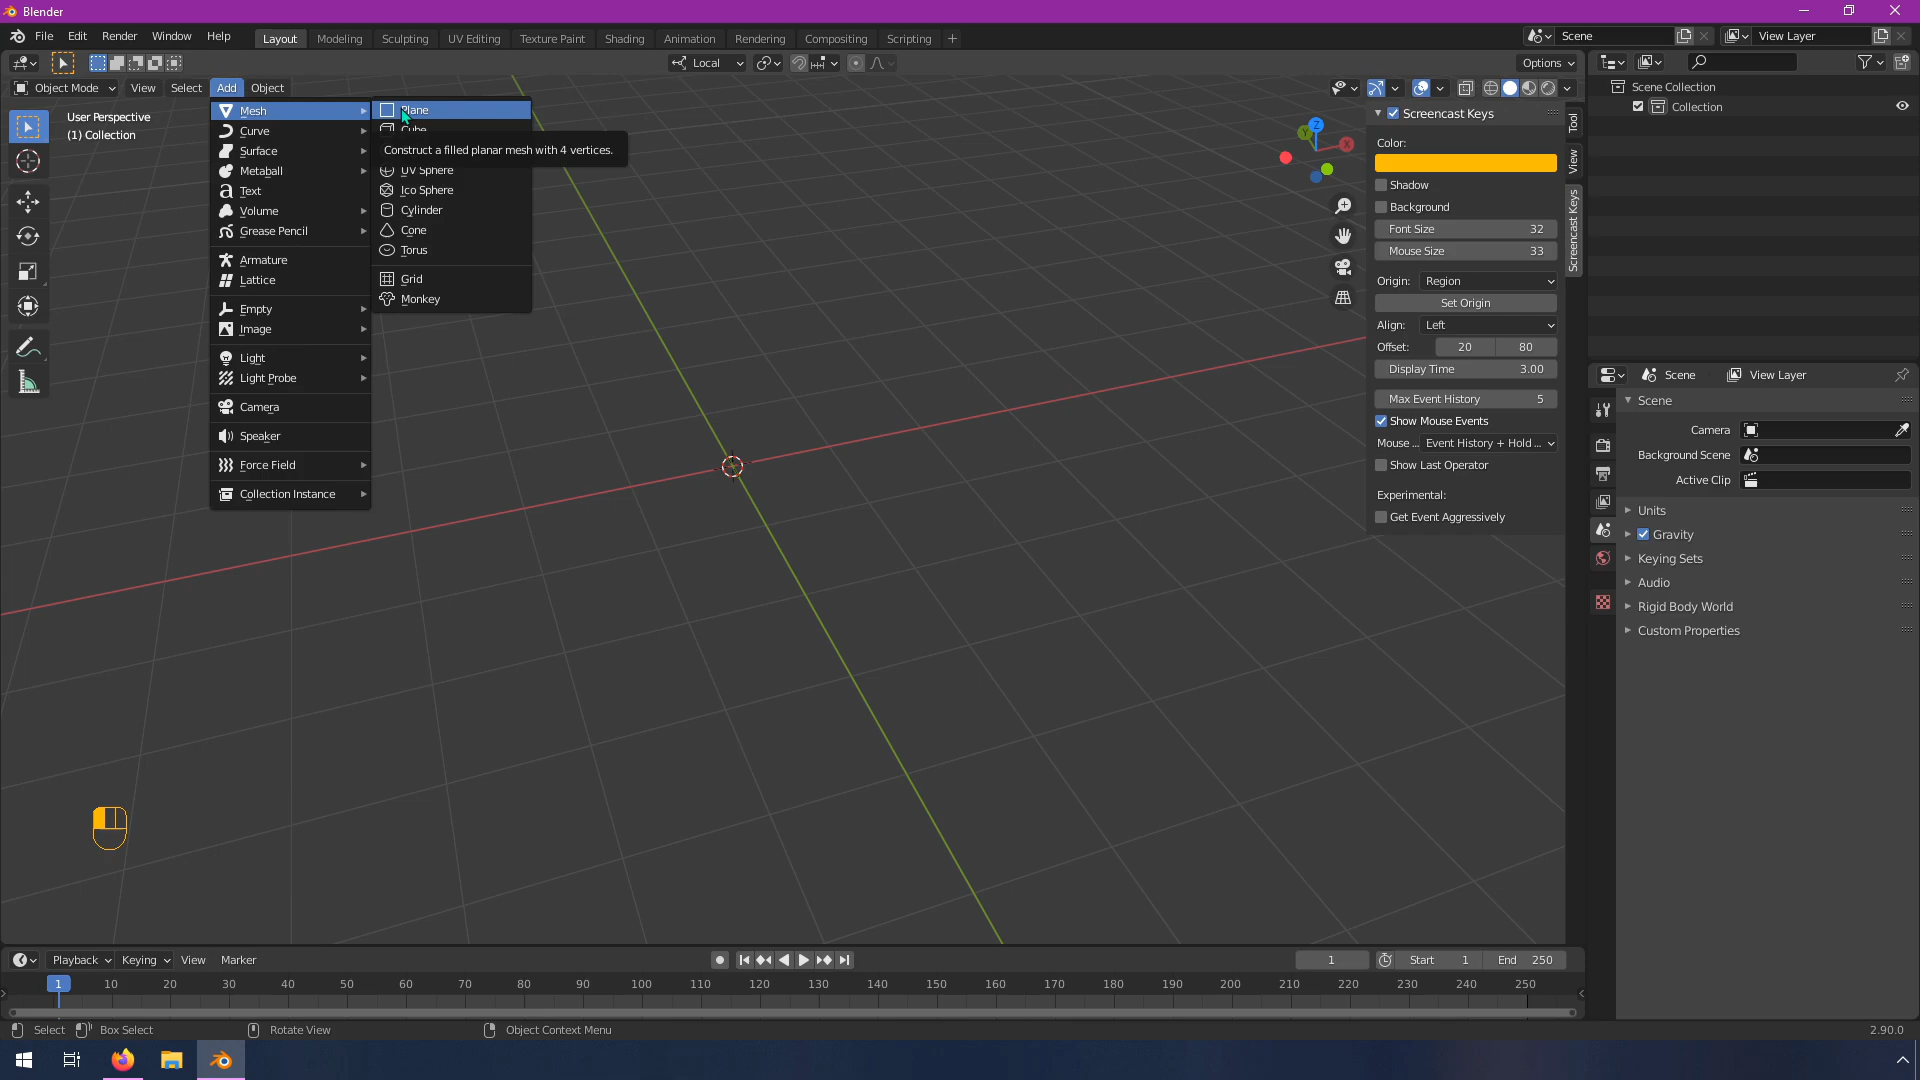 Blender
File Edit Render Window Help
Layout Modeling Sculpting UV Editing Texture Paint Shading Animation Rendering Compositing Scripting +
Scene
View Layer
Local
Options
Object Mode View Select Add Object
User Perspective
(1) Collection
Mesh
Curve
Surface
Metaball
Text
Volume
Grease Pencil
Armature
Lattice
Empty
Image
Light
Light Probe
Camera
Speaker
Force Field
Collection Instance
Plane
Cube
Construct a filled planar mesh with 4 vertices.
UV Sphere
Ico Sphere
Cylinder
Cone
Torus
Grid
Monkey
Z
Y
X
Screencast Keys
Color:
Shadow
Background
Font Size 32
Mouse Size 33
Origin: Region
Set Origin
Align: Left
Offset: 20 80
Display Time 3.00
Max Event History 5
Show Mouse Events
Mouse ... Event History + Hold ...
Show Last Operator
Experimental:
Get Event Aggressively
Tool
View
Screencast Keys
Scene Collection
Collection
Scene View Layer
Scene
Camera
Background Scene
Active Clip
Units
Gravity
Keying Sets
Audio
Rigid Body World
Custom Properties
Playback Keying View Marker
1 Start 1 End 250
1 10 20 30 40 50 60 70 80 90 100 110 120 130 140 150 160 170 180 190 200 210 220 230 240 250
Select Box Select Rotate View Object Context Menu
2.90.0